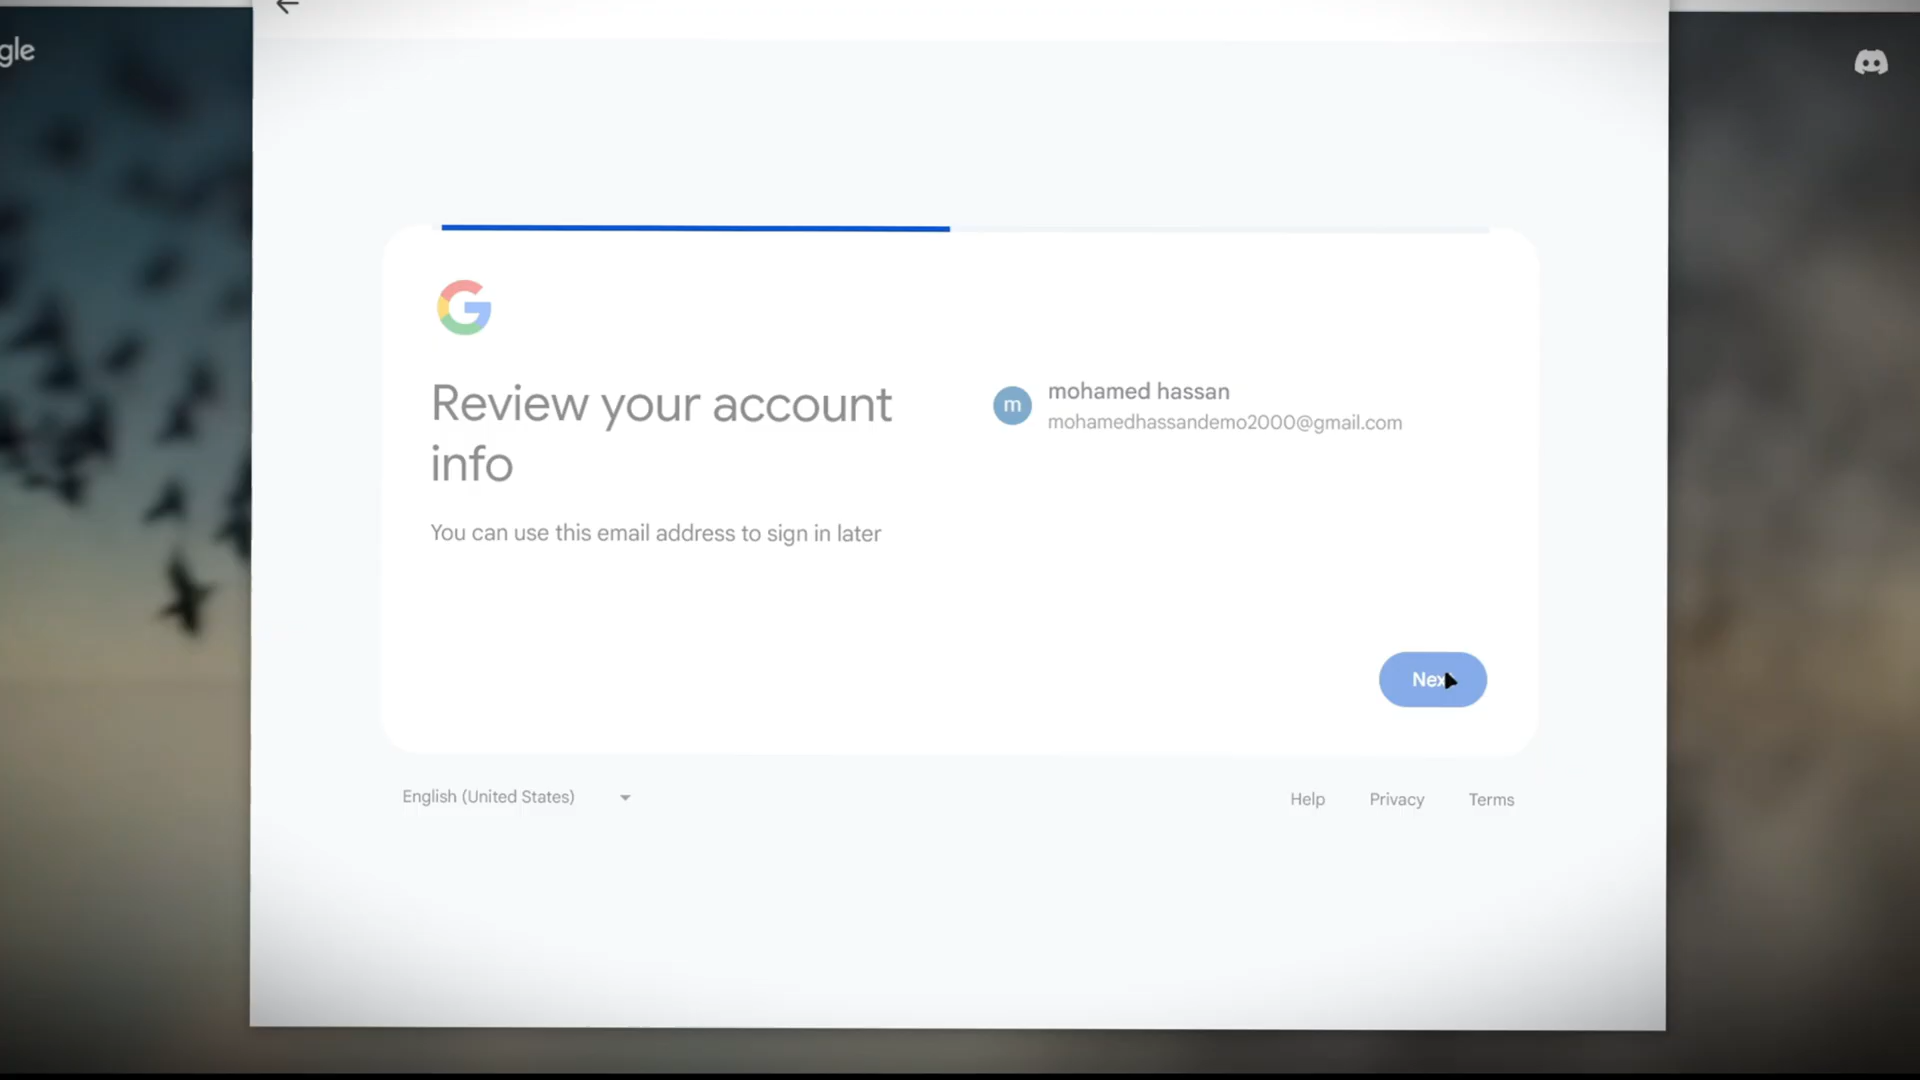 gle
Review your account
info
You can use this email address to sign in later
m
mohamed hassan
mohamedhassandemo2000@gmail.com
Nex
English (United States)
Help
Privacy
Terms